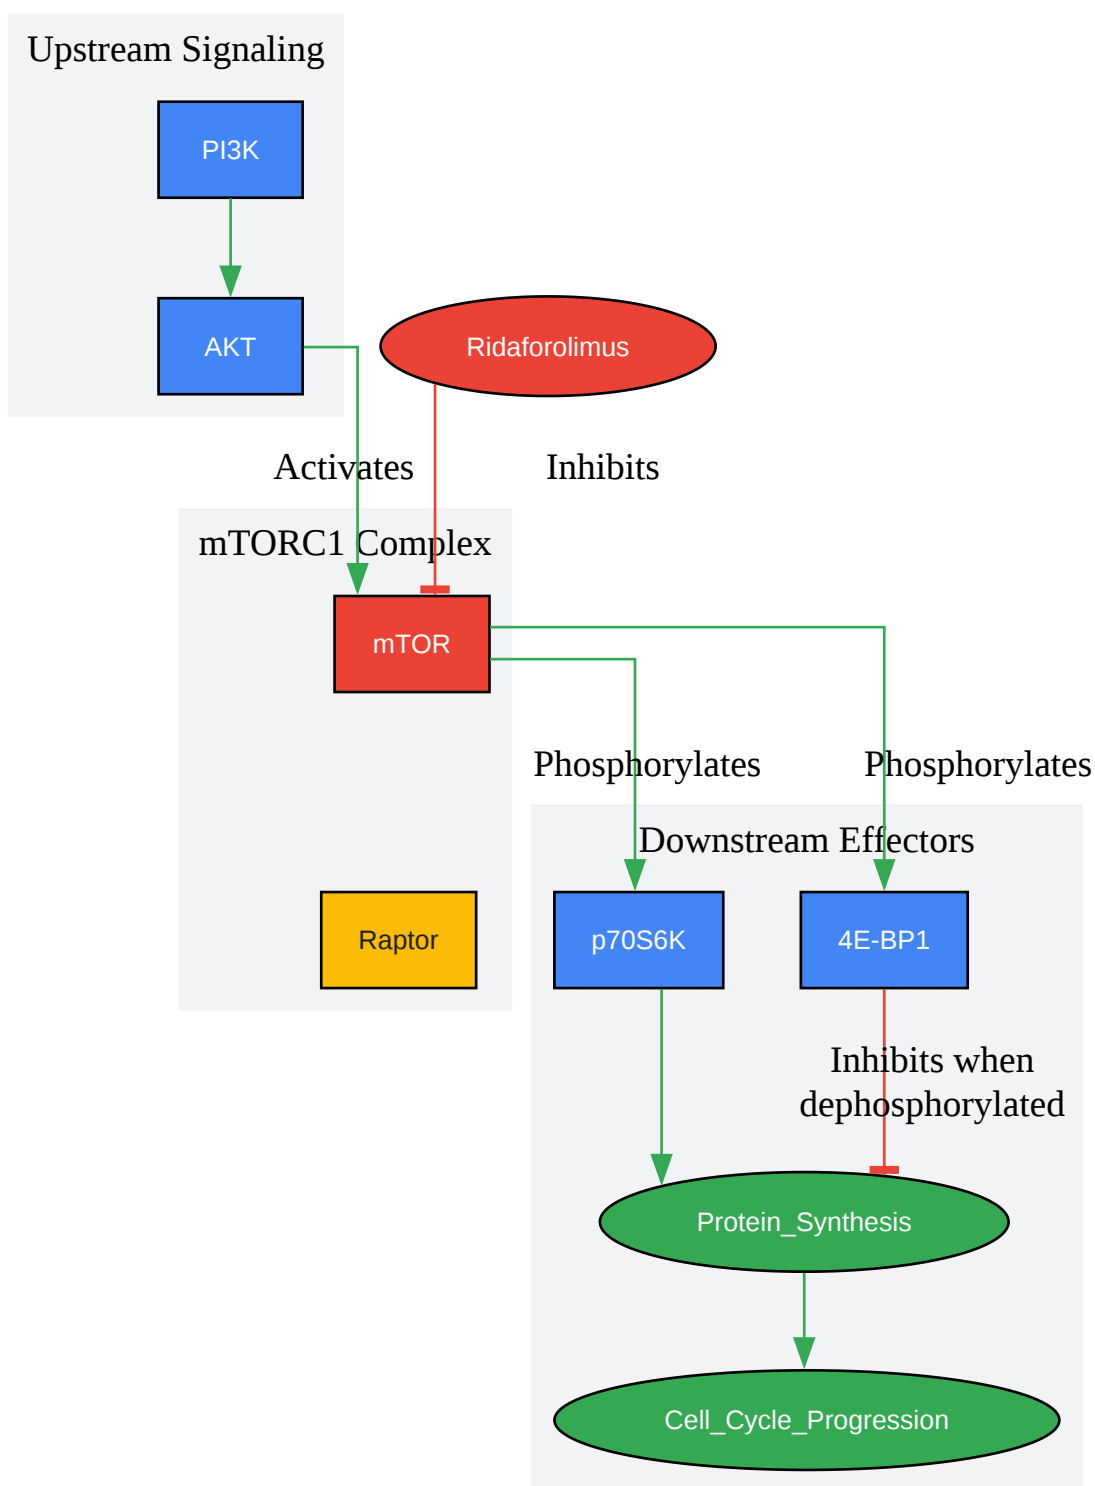 Upstream Signaling
PI3K
AKT
Ridaforolimus
Activates
Inhibits
mTORC1 Complex
mTOR
Phosphorylates
Phosphorylates
Downstream Effectors
Raptor
p70S6K
4E-BP1
Inhibits when
dephosphorylated
Protein_Synthesis
Cell_Cycle_Progression